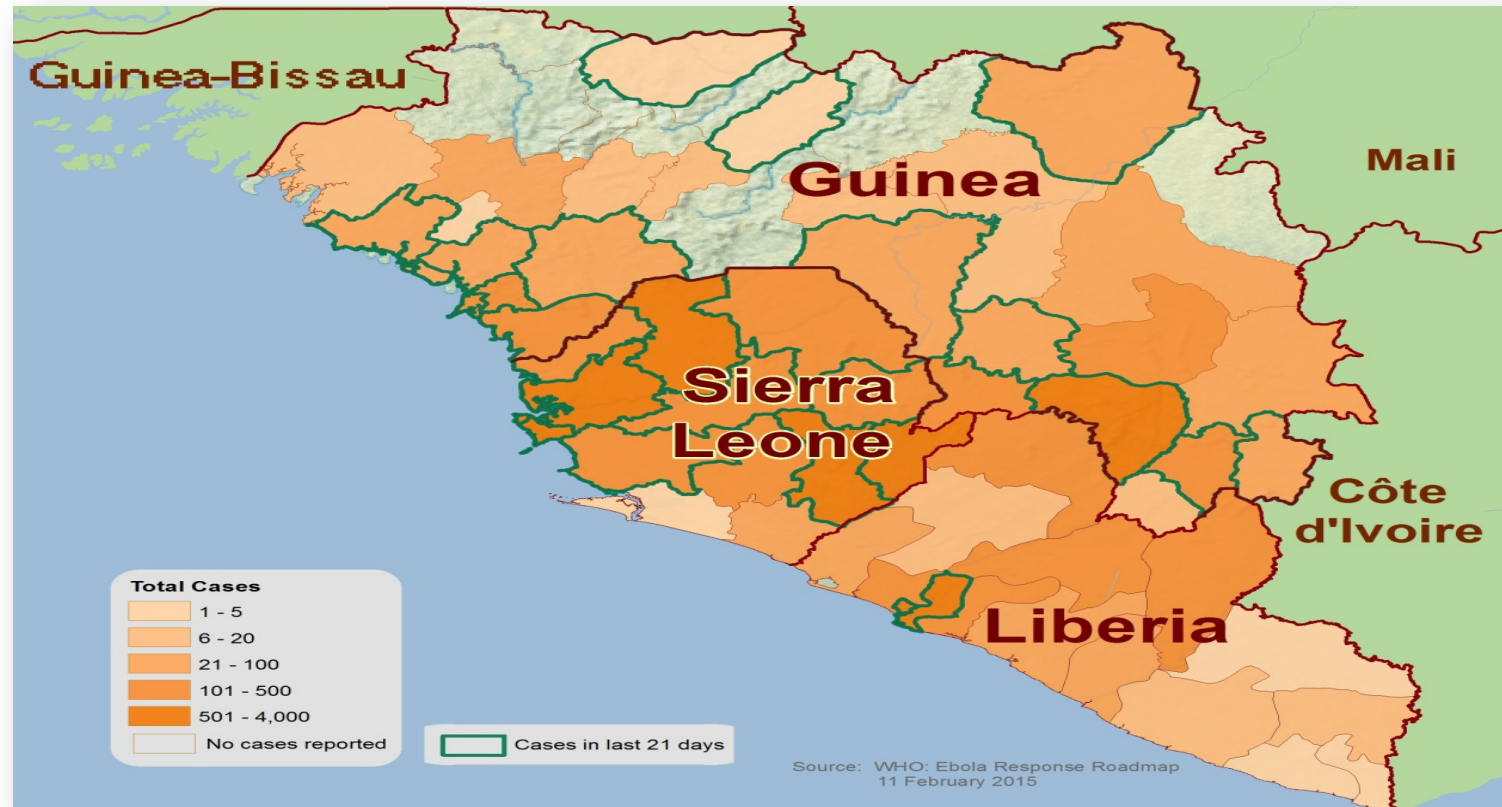 Guinea-Bissau
Mali
Guinea
Sierra
Leone
Côte
d'Ivoire
Liberia
Total Cases
1 - 5
6 - 20
21 - 100
101 - 500
501 - 4,000
No cases reported
Cases in last 21 days
Source: WHO: Ebola Response Roadmap
11 February 2015